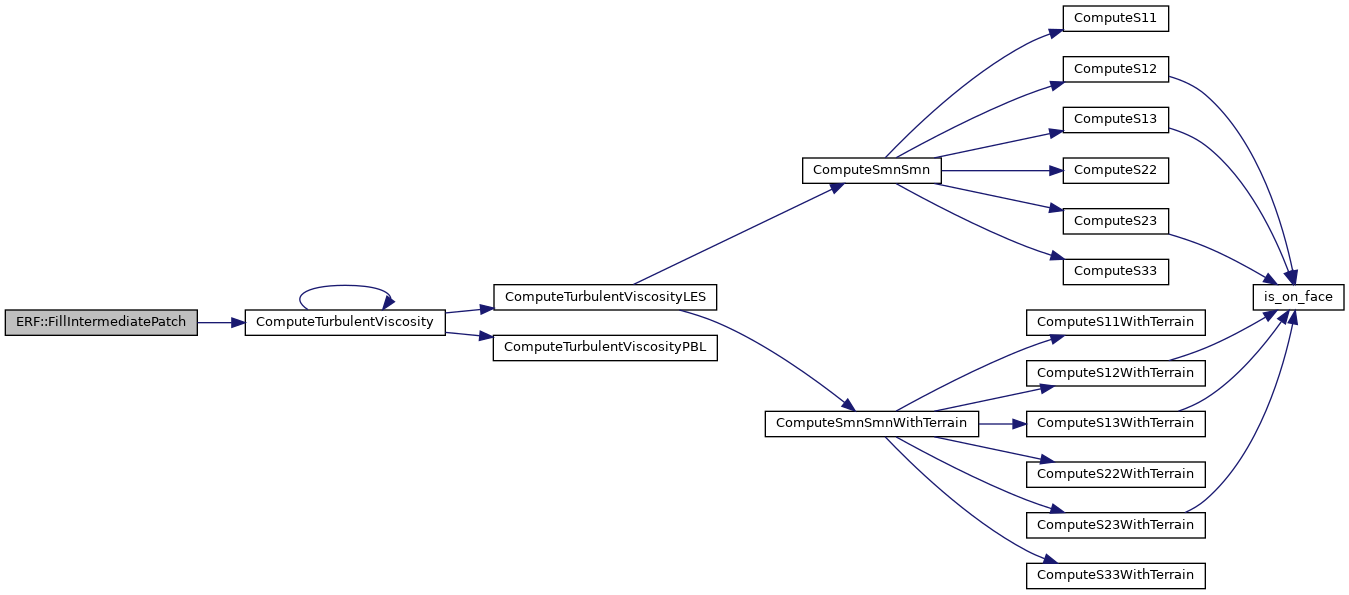 ERF::FillIntermediatePatch
ComputeTurbulentViscosity
ComputeTurbulentViscosityLES
ComputeTurbulentViscosityPBL
ComputeSmnSmn
ComputeSmnSmnWithTerrain
ComputeS11
ComputeS12
ComputeS13
ComputeS22
ComputeS23
ComputeS33
ComputeS11WithTerrain
ComputeS12WithTerrain
ComputeS13WithTerrain
ComputeS22WithTerrain
ComputeS23WithTerrain
ComputeS33WithTerrain
is_on_face